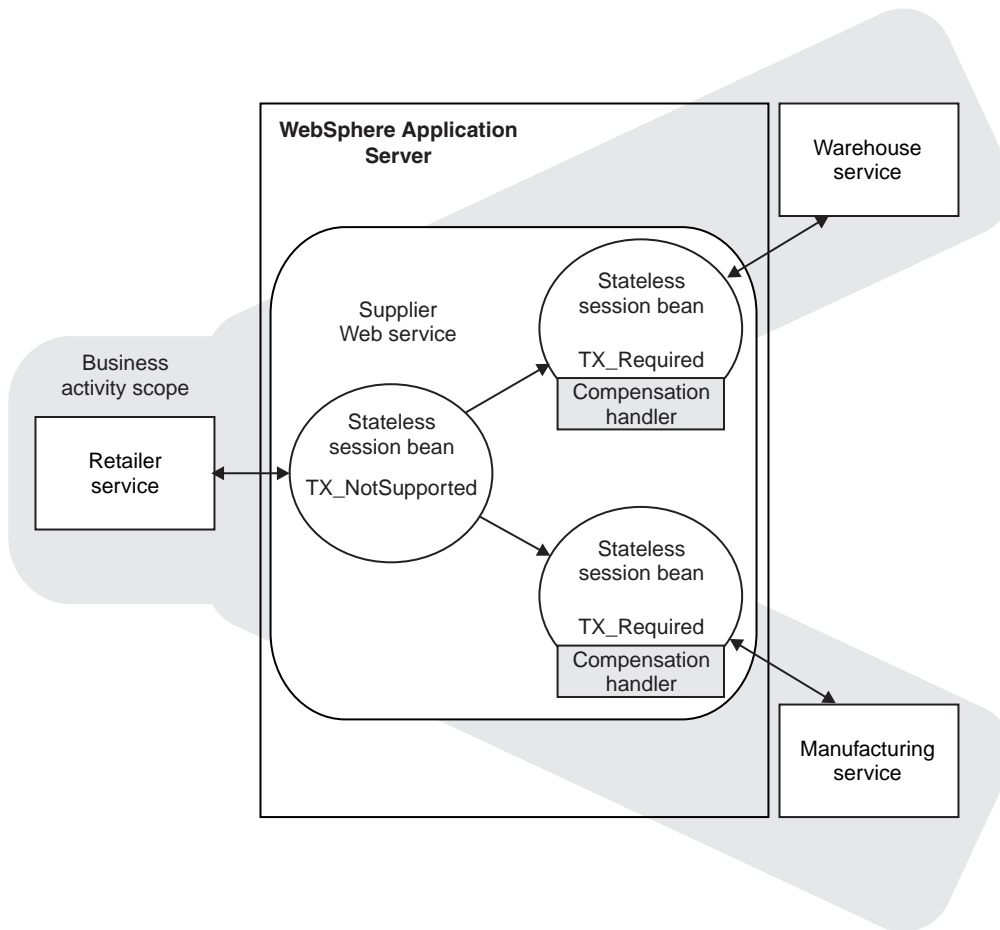 WebSphere Application
Server
Warehouse
service
Stateless
session bean
TX_Required
Compensation
handler
Supplier
Web service
Business
activity scope
Retailer
service
Stateless
session bean
TX_NotSupported
Stateless
session bean
TX_Required
Compensation
handler
Manufacturing
service